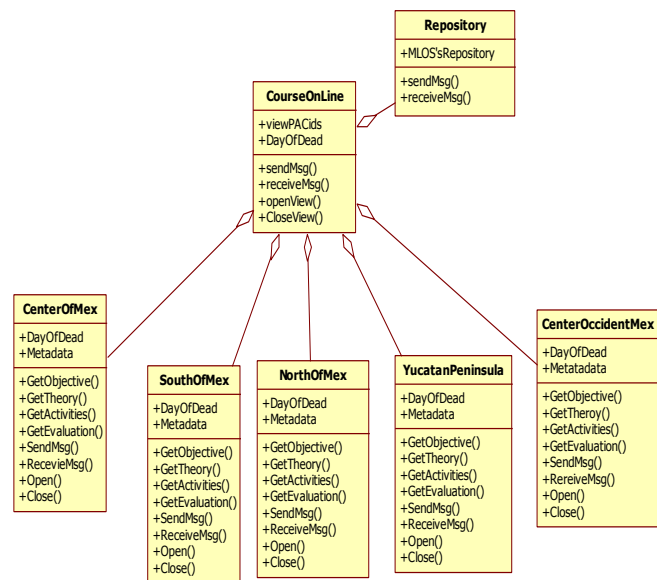 Repository
+MLOS'sRepository
+sendMsg()
+receiveMsg()
CourseOnLine
+viewPACids
+DayOfDead
+sendMsg()
+receiveMsg()
+openView()
+CloseView()
CenterOfMex
+DayOfDead
+Metadata
+GetObjective()
+GetTheory()
+GetActivities()
+GetEvaluation()
+SendMsg()
+RecevieMsg()
+Open()
+Close()
SouthOfMex
+DayOfDead
+Metadata
+GetObjective()
+GetTheory()
+GetActivities()
+GetEvaluation()
+SendMsg()
+ReceiveMsg()
+Open()
+Close()
NorthOfMex
+DayOfDead
+Metadata
+GetObjective()
+GetTheory()
+GetActivities()
+GetEvaluation()
+SendMsg()
+ReceiveMsg()
+Open()
+Close()
YucatanPeninsula
+DayOfDead
+Metadata
+GetObjective()
+GetTheory()
+GetActivities()
+GetEvaluation()
+SendMsg()
+ReceiveMsg()
+Open()
+Close()
CenterOccidentMex
+DayOfDead
+Metatadata
+GetObjective()
+GetTheroy()
+GetActivities()
+GetEvaluation()
+SendMsg()
+RereiveMsg()
+Open()
+Close()